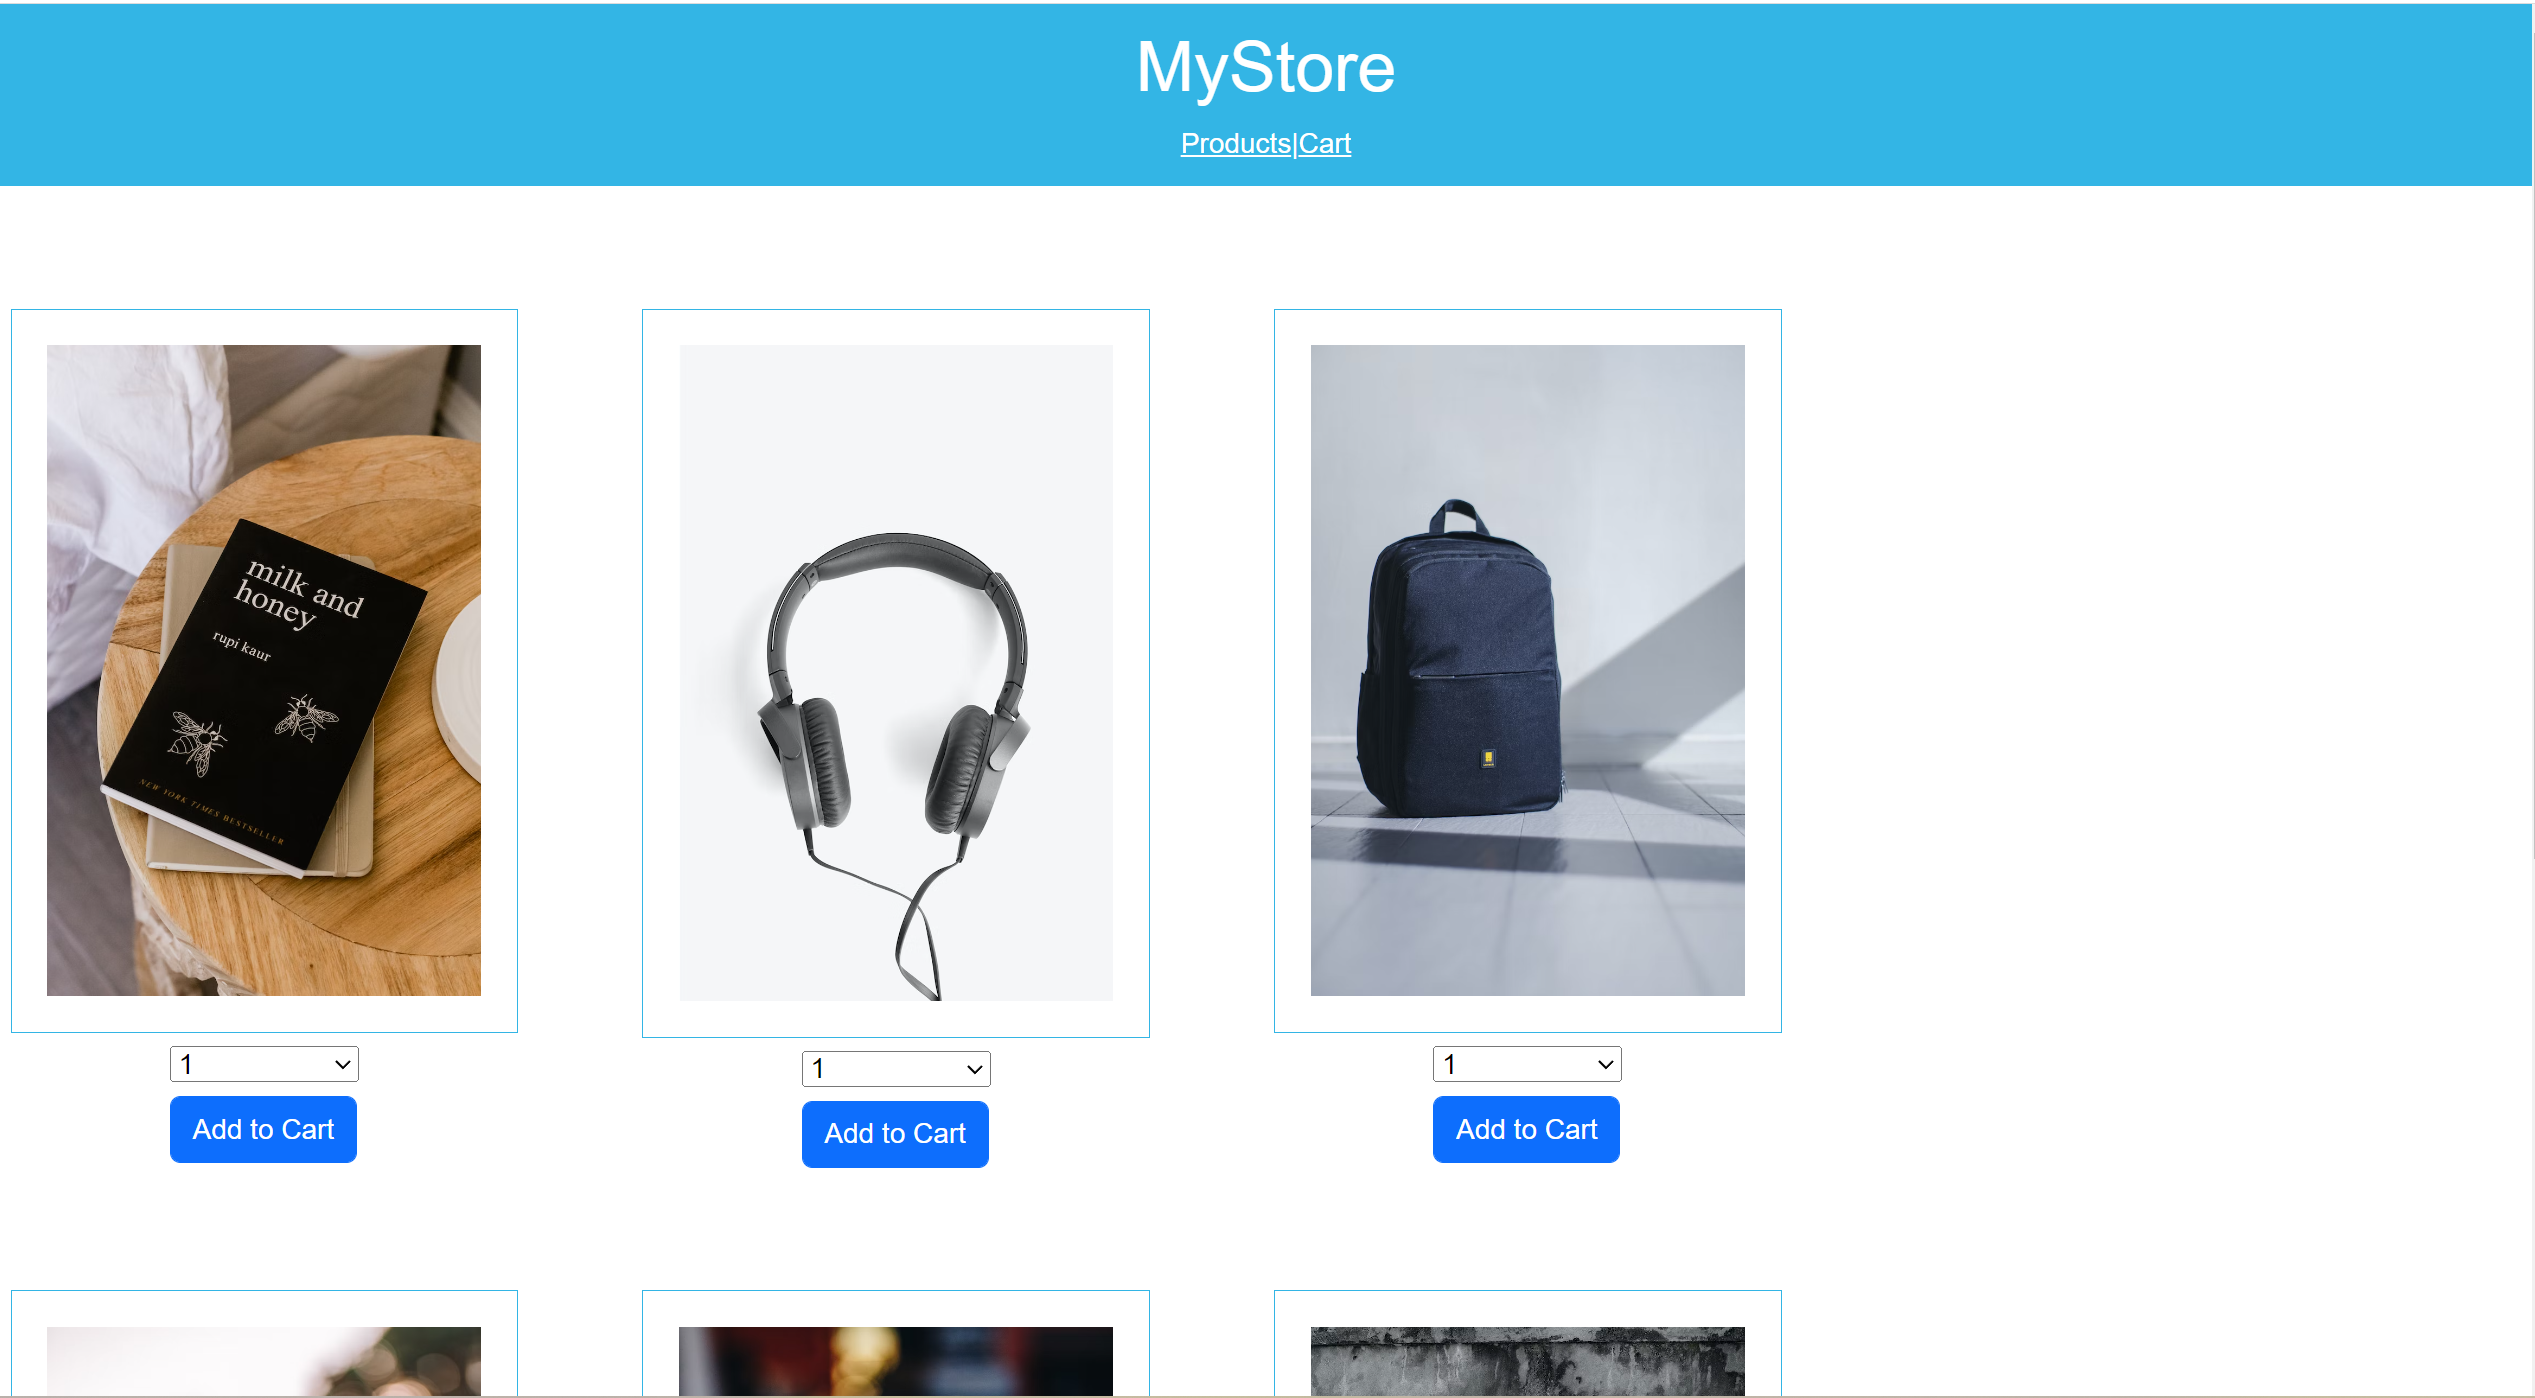 MyStore
Products|Cart
milk and
honey
rupi kaur
NEW YORK TIMES BESTSELLER
1
Add to Cart
1
Add to Cart
1
Add to Cart